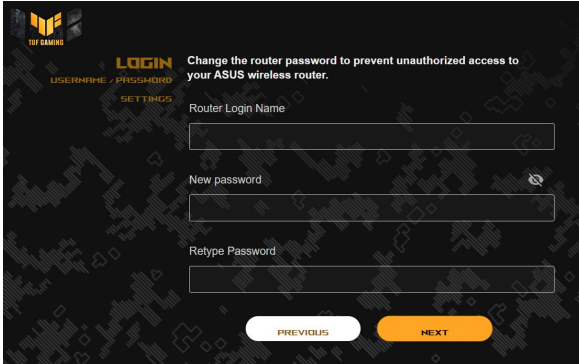 TUF GAMING
LOGIN
USERNAME / PASSWORD
SETTINGS
Change the router password to prevent unauthorized access to
your ASUS wireless router.
Router Login Name
New password
Retype Password
PREVIOUS
NEXT